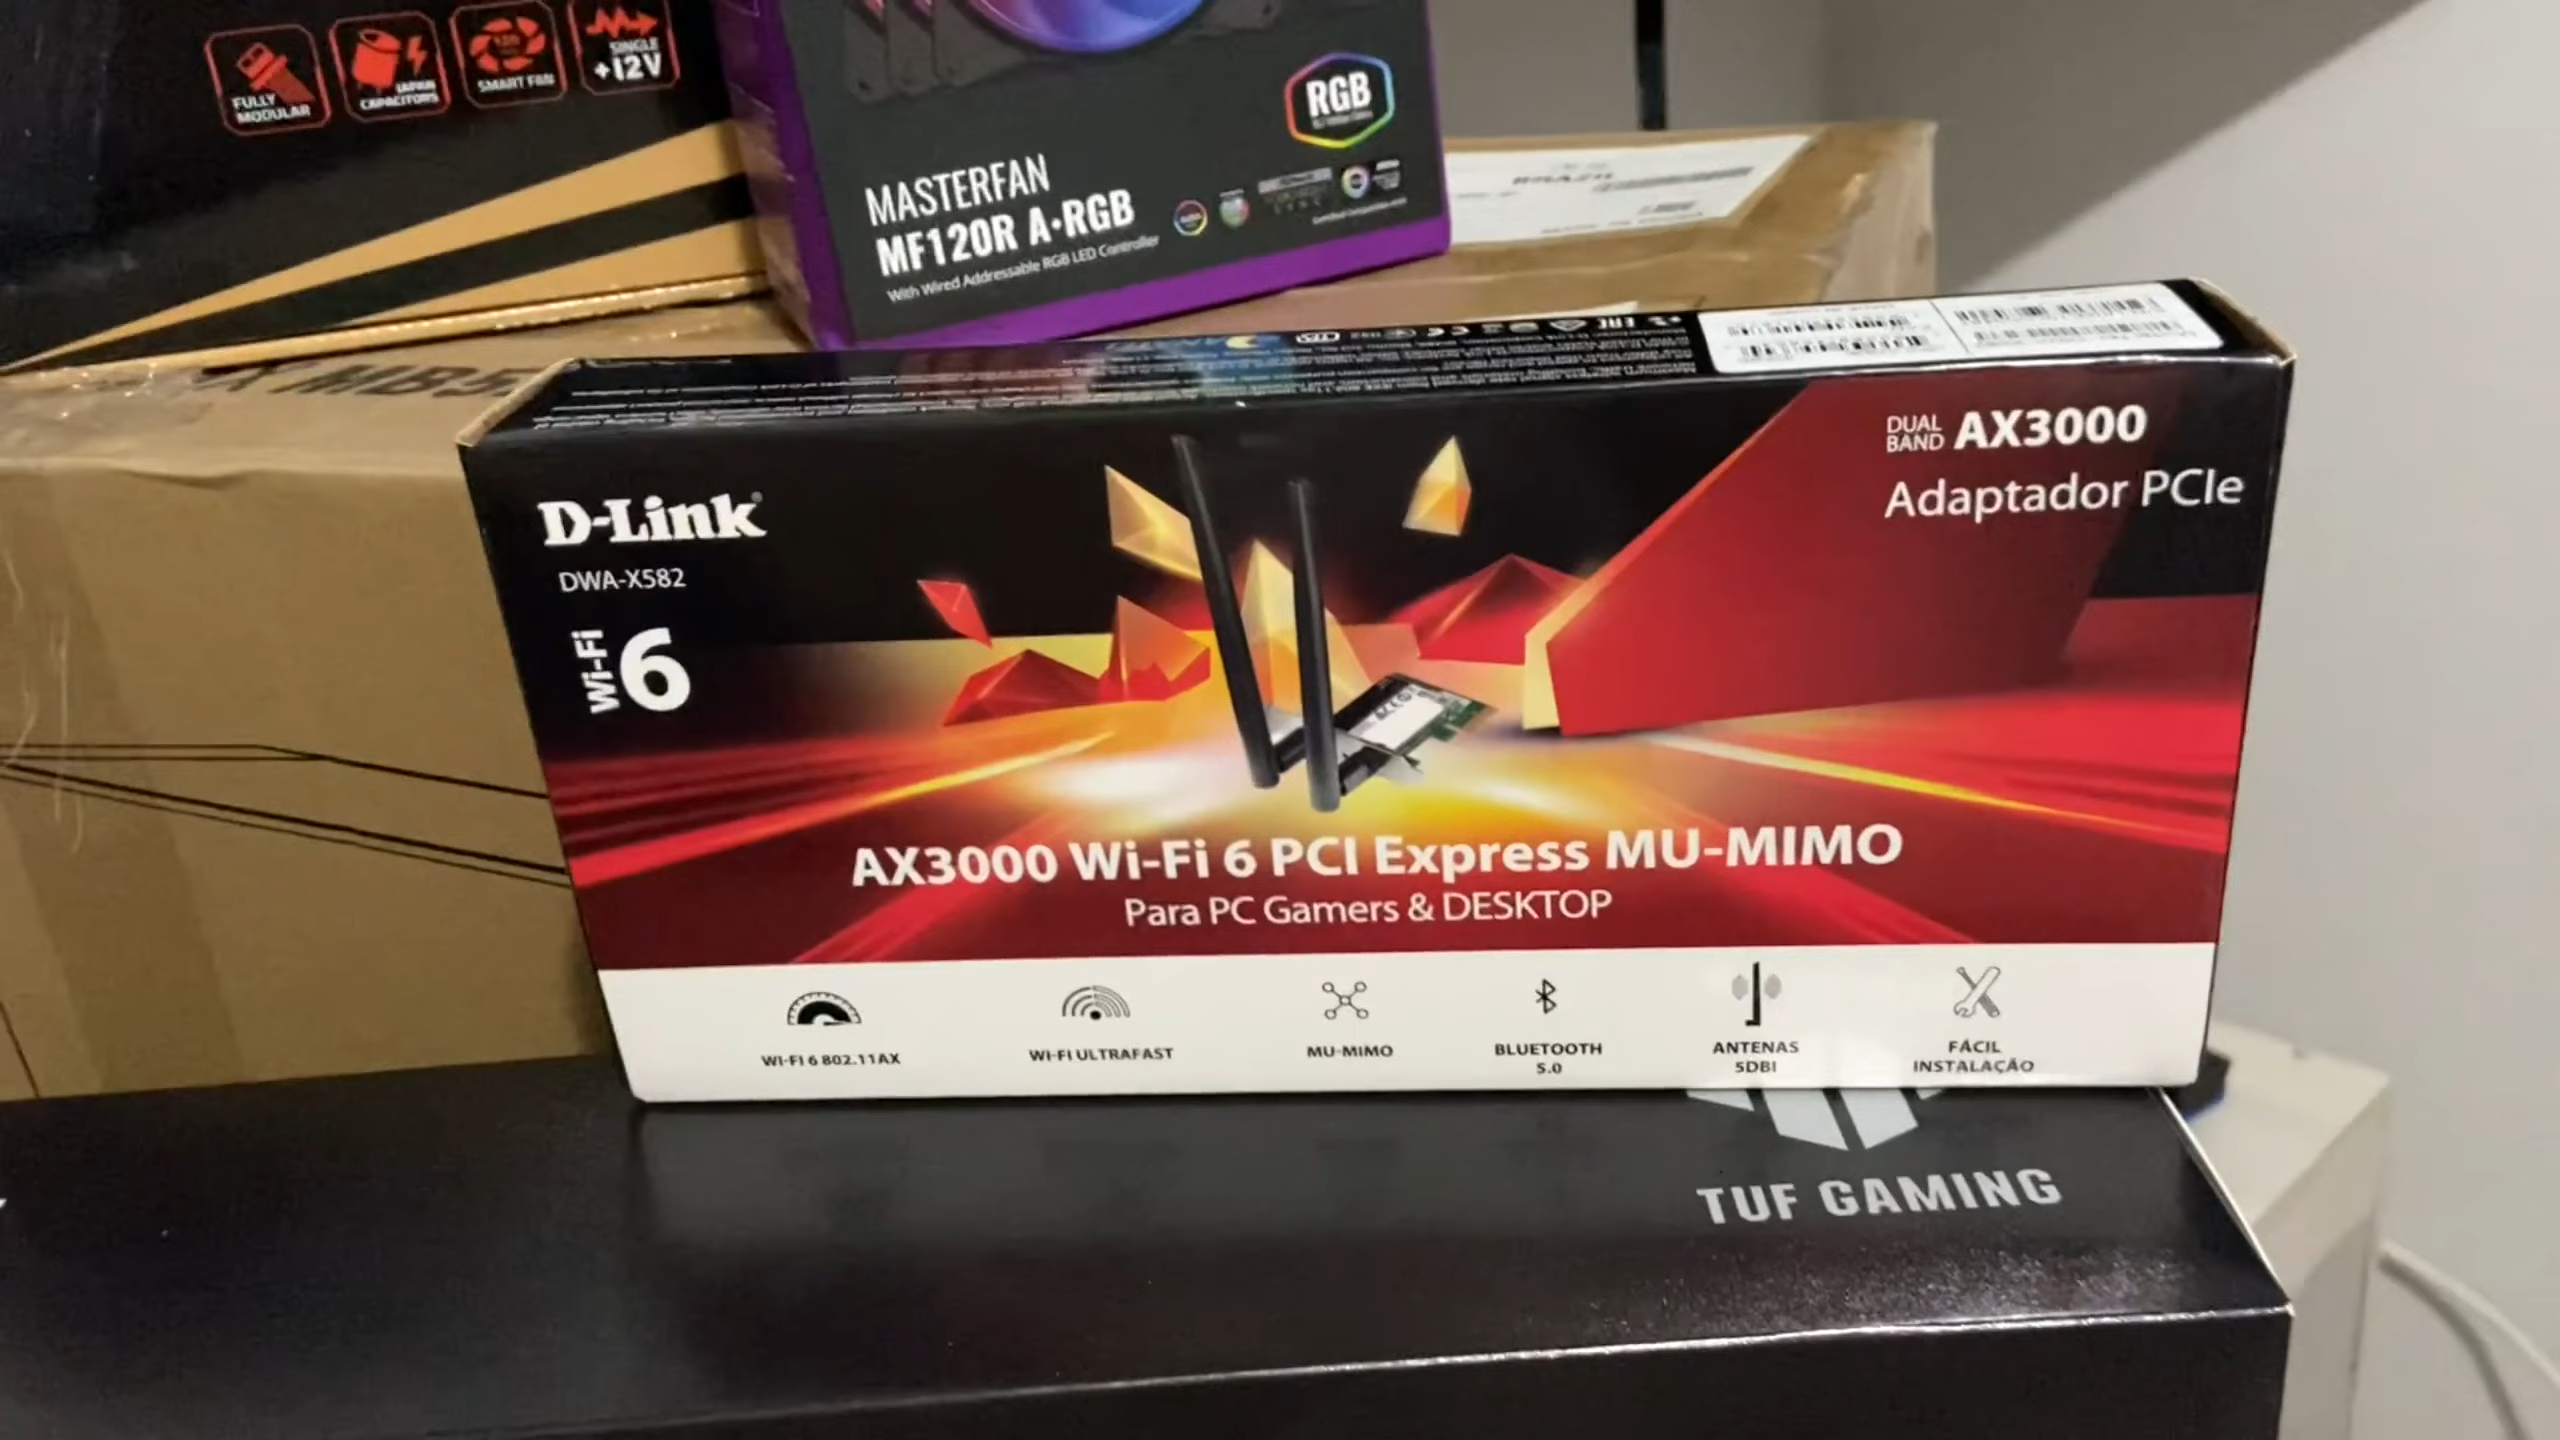 FULLY
MODULAR
JAPAN
CAPACITORS
SMART FAN
SINGLE
+12V
RGB
MASTERFAN
MF120R A·RGB
With Wired Addressable RGB LED Controller
D-Link
DWA-X582
Wi-Fi 6
DUAL BAND AX3000
Adaptador PCIe
AX3000 Wi-Fi 6 PCI Express MU-MIMO
Para PC Gamers & DESKTOP
WI-FI 6 802.11AX
WI-FI ULTRAFAST
MU-MIMO
BLUETOOTH
5.0
ANTENAS
5DBI
FÁCIL
INSTALAÇÃO
TUF GAMING